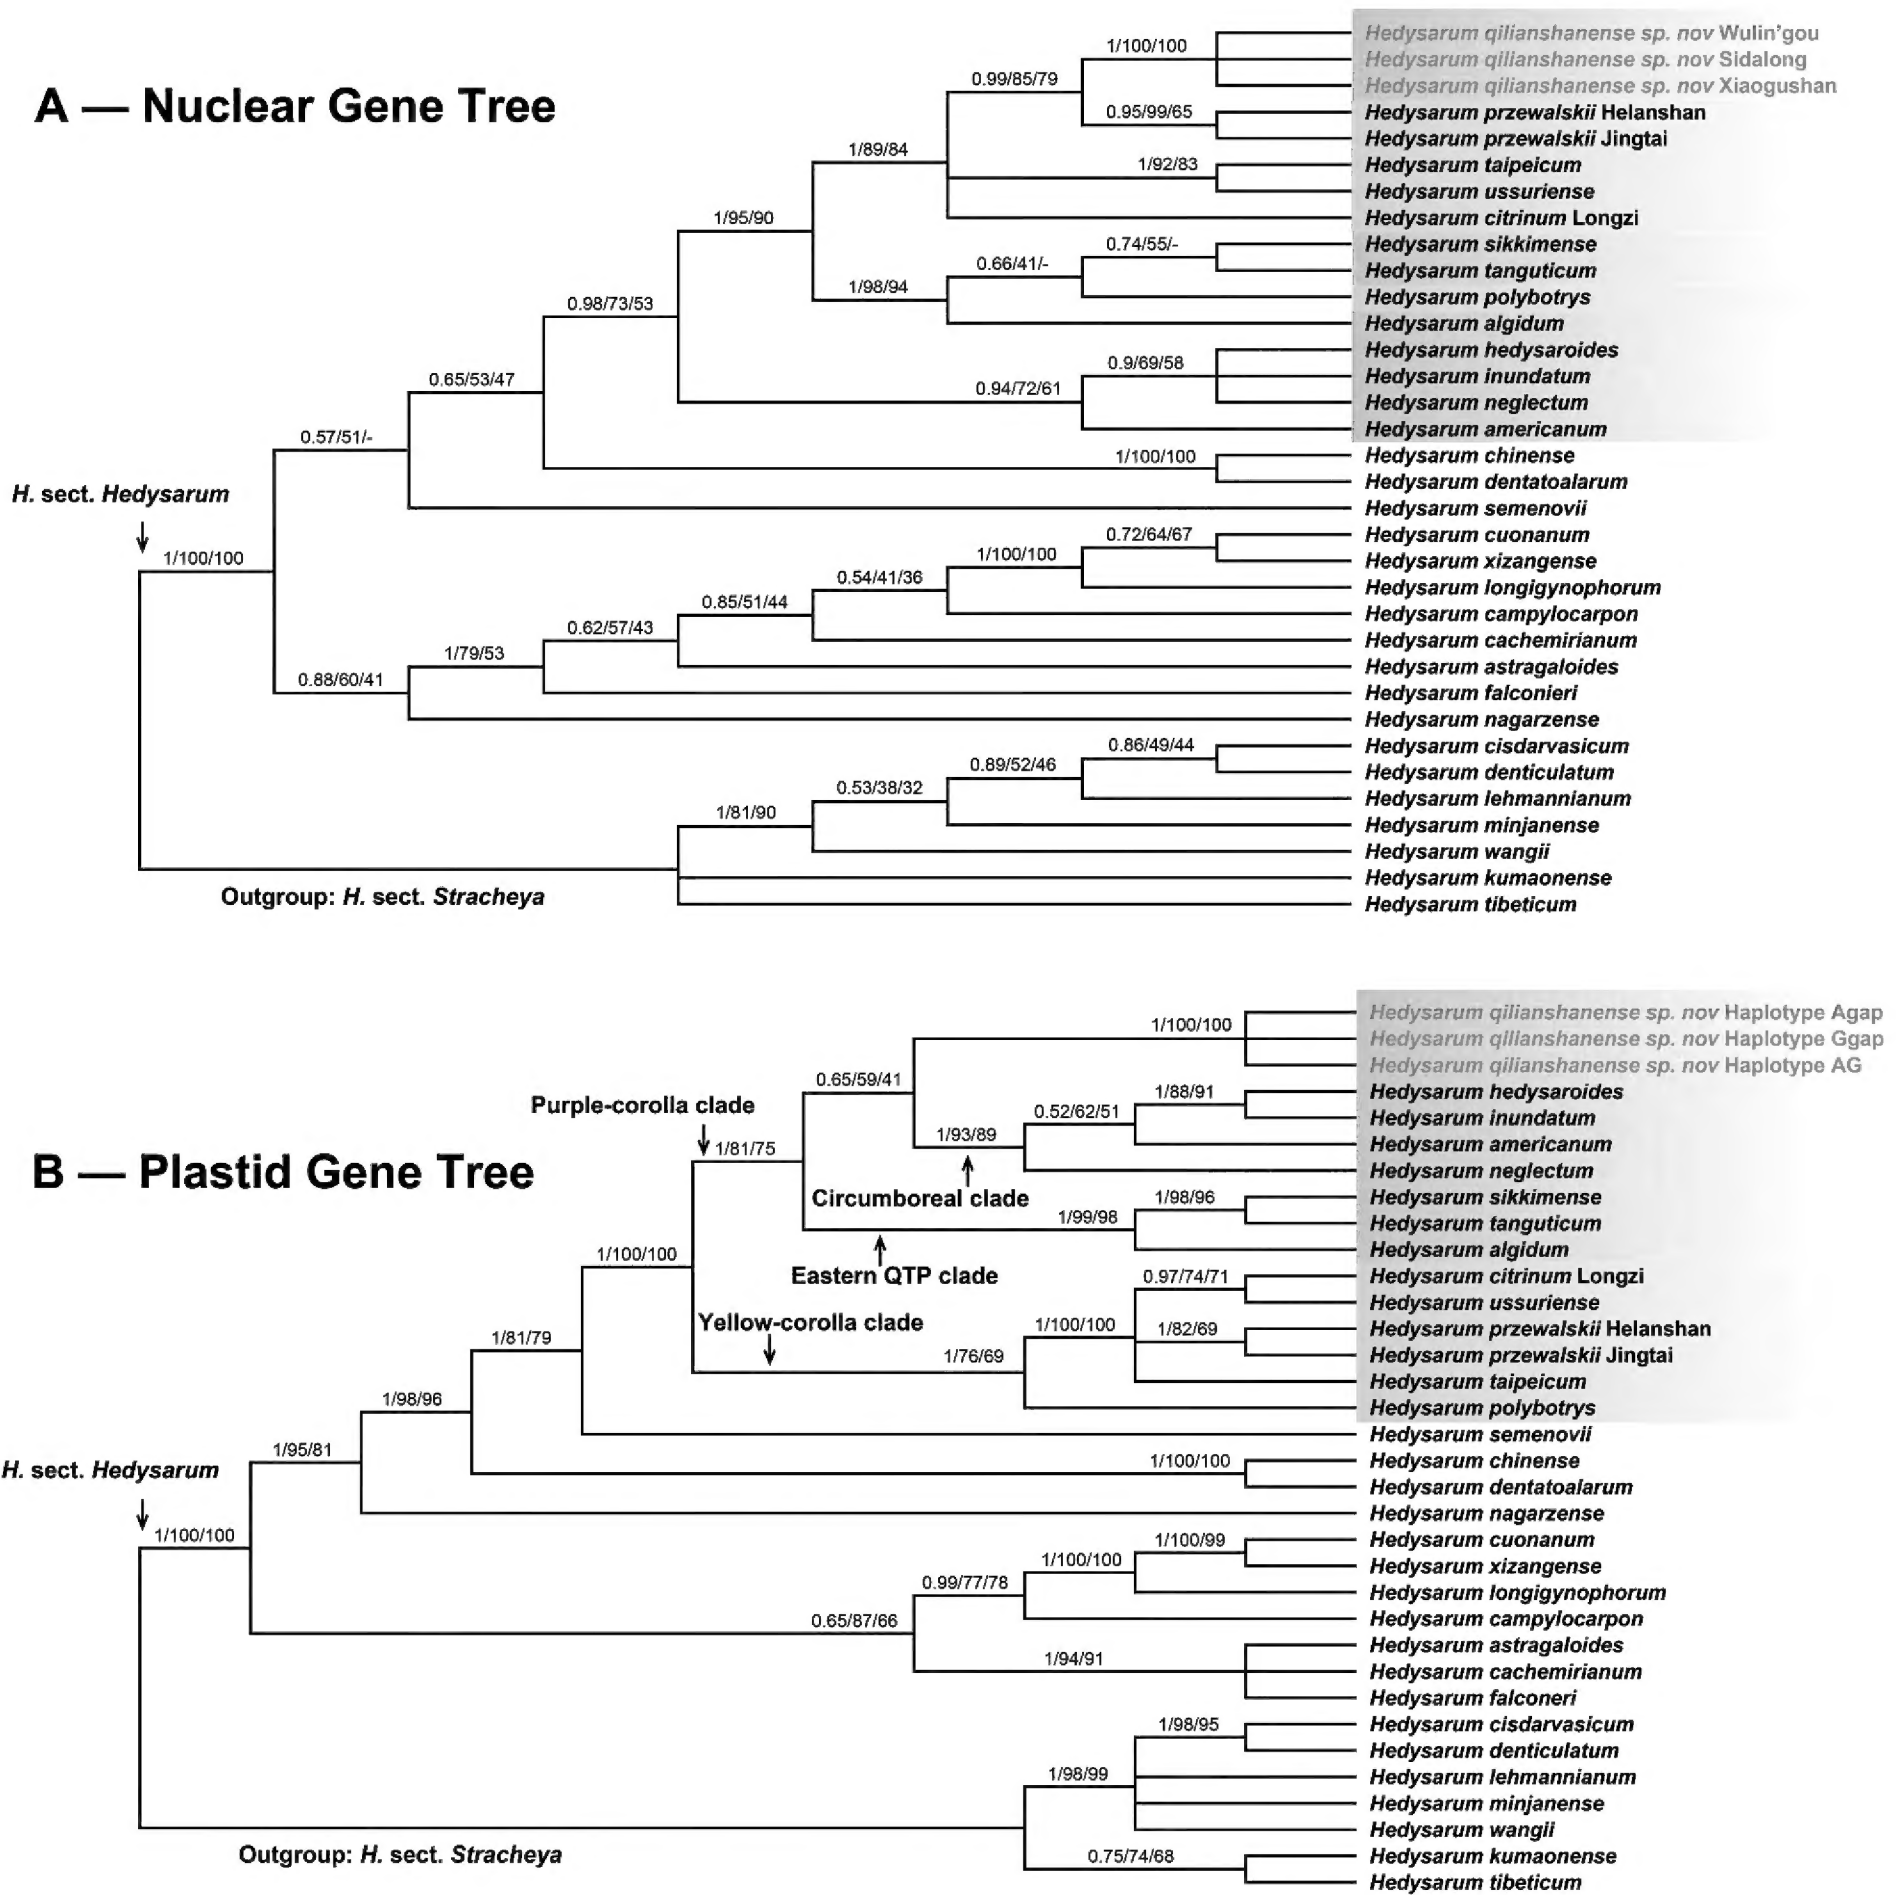 A — Nuclear Gene Tree
1/100/100
Hedysarum qilianshanense sp. nov Wulin'gou
Hedysarum qilianshanense sp. nov Sidalong
0.99/85/79
Hedysarum qilianshanense sp. nov Xiaogushan
0.95/99/65
Hedysarum przewalskii Helanshan
Hedysarum przewalskii Jingtai
1/89/84
1/92/83
Hedysarum taipeicum
Hedysarum ussuriense
1/95/90
Hedysarum citrinum Longzi
0.74/55/-
Hedysarum sikkimense
0.66/41/-
Hedysarum tanguticum
1/98/94
Hedysarum polybotrys
0.98/73/53
Hedysarum algidum
Hedysarum hedysaroides
0.9/69/58
0.65/53/47
Hedysarum inundatum
0.94/72/61
Hedysarum neglectum
Hedysarum americanum
0.57/51/-
1/100/100
Hedysarum chinense
Hedysarum dentatoalarum
H. sect. Hedysarum
Hedysarum semenovii
0.72/64/67
Hedysarum cuonanum
1/100/100
1/100/100
Hedysarum xizangense
0.54/41/36
Hedysarum longigynophorum
0.85/51/44
Hedysarum campylocarpon
0.62/57/43
Hedysarum cachemirianum
1/79/53
Hedysarum astragaloides
0.88/60/41
Hedysarum falconieri
Hedysarum nagarzense
0.86/49/44
Hedysarum cisdarvasicum
0.89/52/46
Hedysarum denticulatum
0.53/38/32
Hedysarum lehmannianum
1/81/90
Hedysarum minjanense
Hedysarum wangii
Hedysarum kumaonense
Outgroup: H. sect. Stracheya
Hedysarum tibeticum
B — Plastid Gene Tree
Hedysarum qilianshanense sp. nov Haplotype Agap
1/100/100
Hedysarum qilianshanense sp. nov Haplotype Ggap
Hedysarum qilianshanense sp. nov Haplotype AG
0.65/59/41
1/88/91
Hedysarum hedysaroides
Purple-corolla clade
0.52/62/51
Hedysarum inundatum
1/81/75
1/93/89
Hedysarum americanum
Hedysarum neglectum
Circumboreal clade
1/98/96
Hedysarum sikkimense
1/99/98
Hedysarum tanguticum
1/100/100
Hedysarum algidum
Eastern QTP clade
0.97/74/71
Hedysarum citrinum Longzi
Hedysarum ussuriense
Yellow-corolla clade
1/100/100
1/82/69
Hedysarum przewalskii Helanshan
1/81/79
1/76/69
Hedysarum przewalskii Jingtai
Hedysarum taipeicum
1/98/96
Hedysarum polybotrys
Hedysarum semenovii
1/95/81
1/100/100
Hedysarum chinense
H. sect. Hedysarum
Hedysarum dentatoalarum
Hedysarum nagarzense
1/100/100
1/100/99
Hedysarum cuonanum
1/100/100
Hedysarum xizangense
0.99/77/78
Hedysarum longigynophorum
0.65/87/66
Hedysarum campylocarpon
Hedysarum astragaloides
1/94/91
Hedysarum cachemirianum
Hedysarum falconeri
1/98/95
Hedysarum cisdarvasicum
Hedysarum denticulatum
1/98/99
Hedysarum lehmannianum
Hedysarum minjanense
Hedysarum wangii
Outgroup: H. sect. Stracheya
0.75/74/68
Hedysarum kumaonense
Hedysarum tibeticum